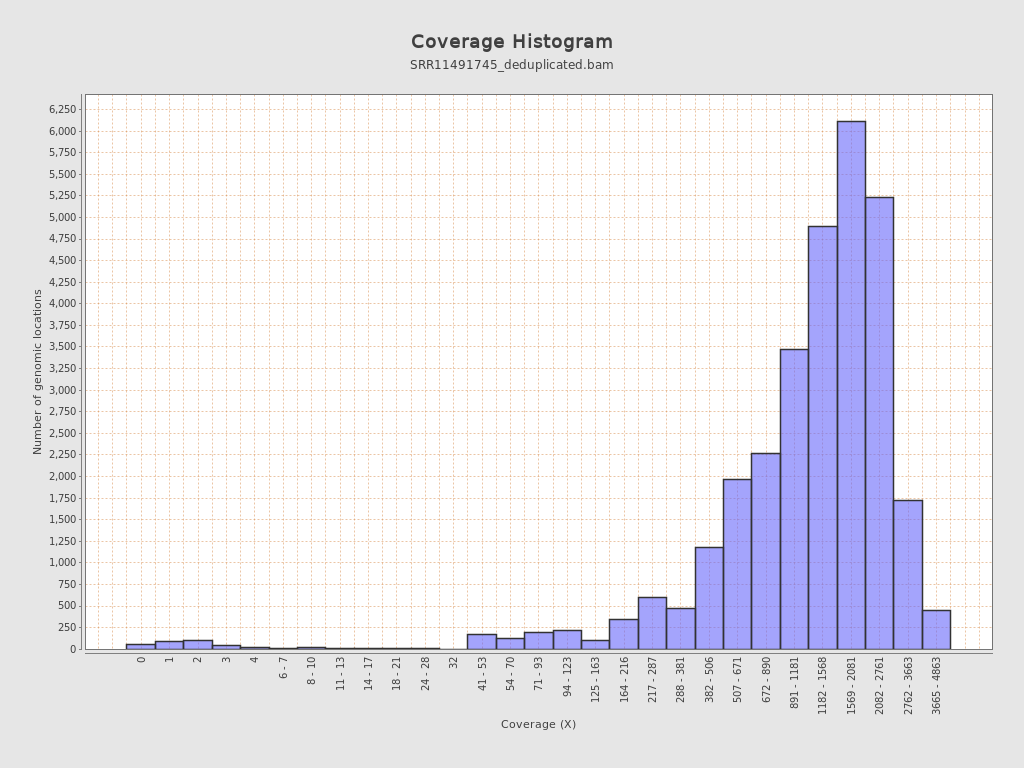 Coverage Histogram
SRR11491745_deduplicated.bam
Number of genomic locations
6,250
6,000
5,750
5,500
5,250
5,000
4,750
4,500
4,250
4,000
3,750
3,500
3,250
3,000
2,750
2,500
2,250
2,000
1,750
1,500
1,250
1,000
750
500
250
0
0
1
2
3
4
6 - 7
8 - 10
11 - 13
14 - 17
18 - 21
24 - 28
32
41 - 53
54 - 70
71 - 93
94 - 123
125 - 163
164 - 216
217 - 287
288 - 381
382 - 506
507 - 671
672 - 890
891 - 1181
1182 - 1568
1569 - 2081
2082 - 2761
2762 - 3663
3665 - 4863
Coverage (X)